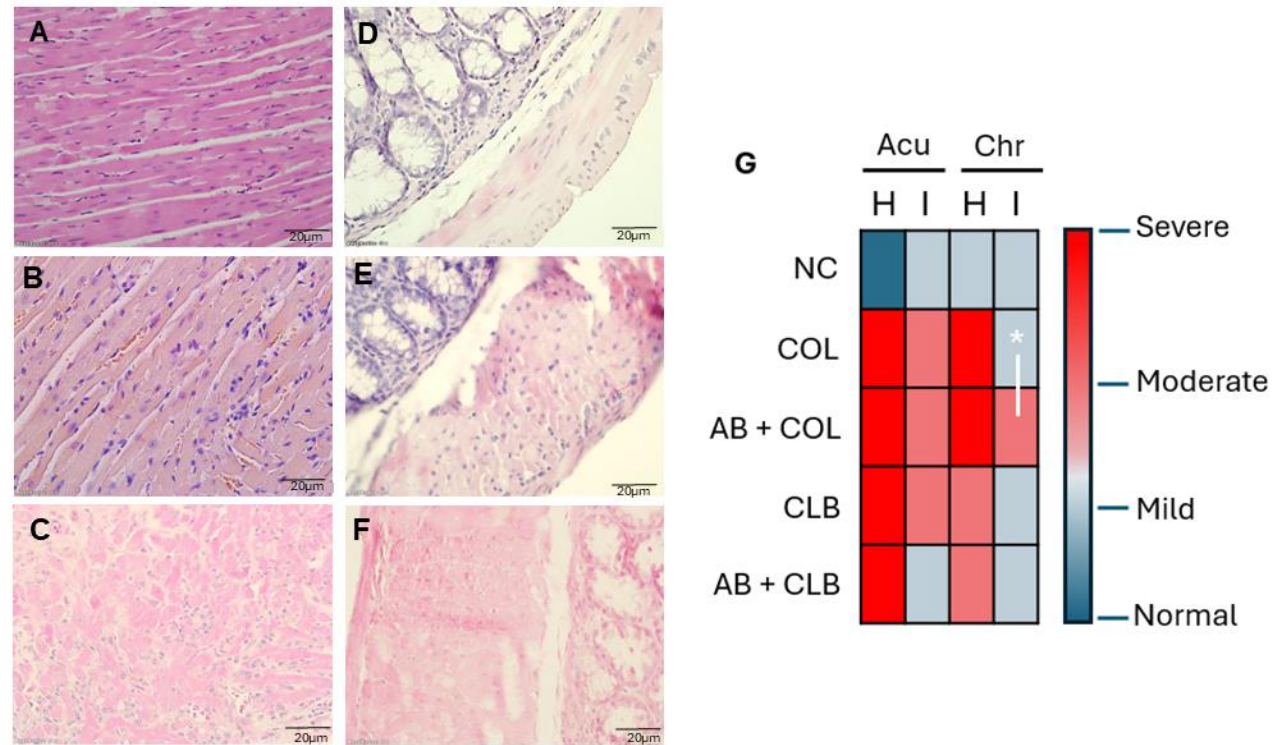 A
20µm
D
20µm
B
20µm
E
20µm
C
20µm
F
20µm
G
Acu Chr
H I H I
NC
COL
*
AB + COL
CLB
AB + CLB
Severe
Moderate
Mild
Normal